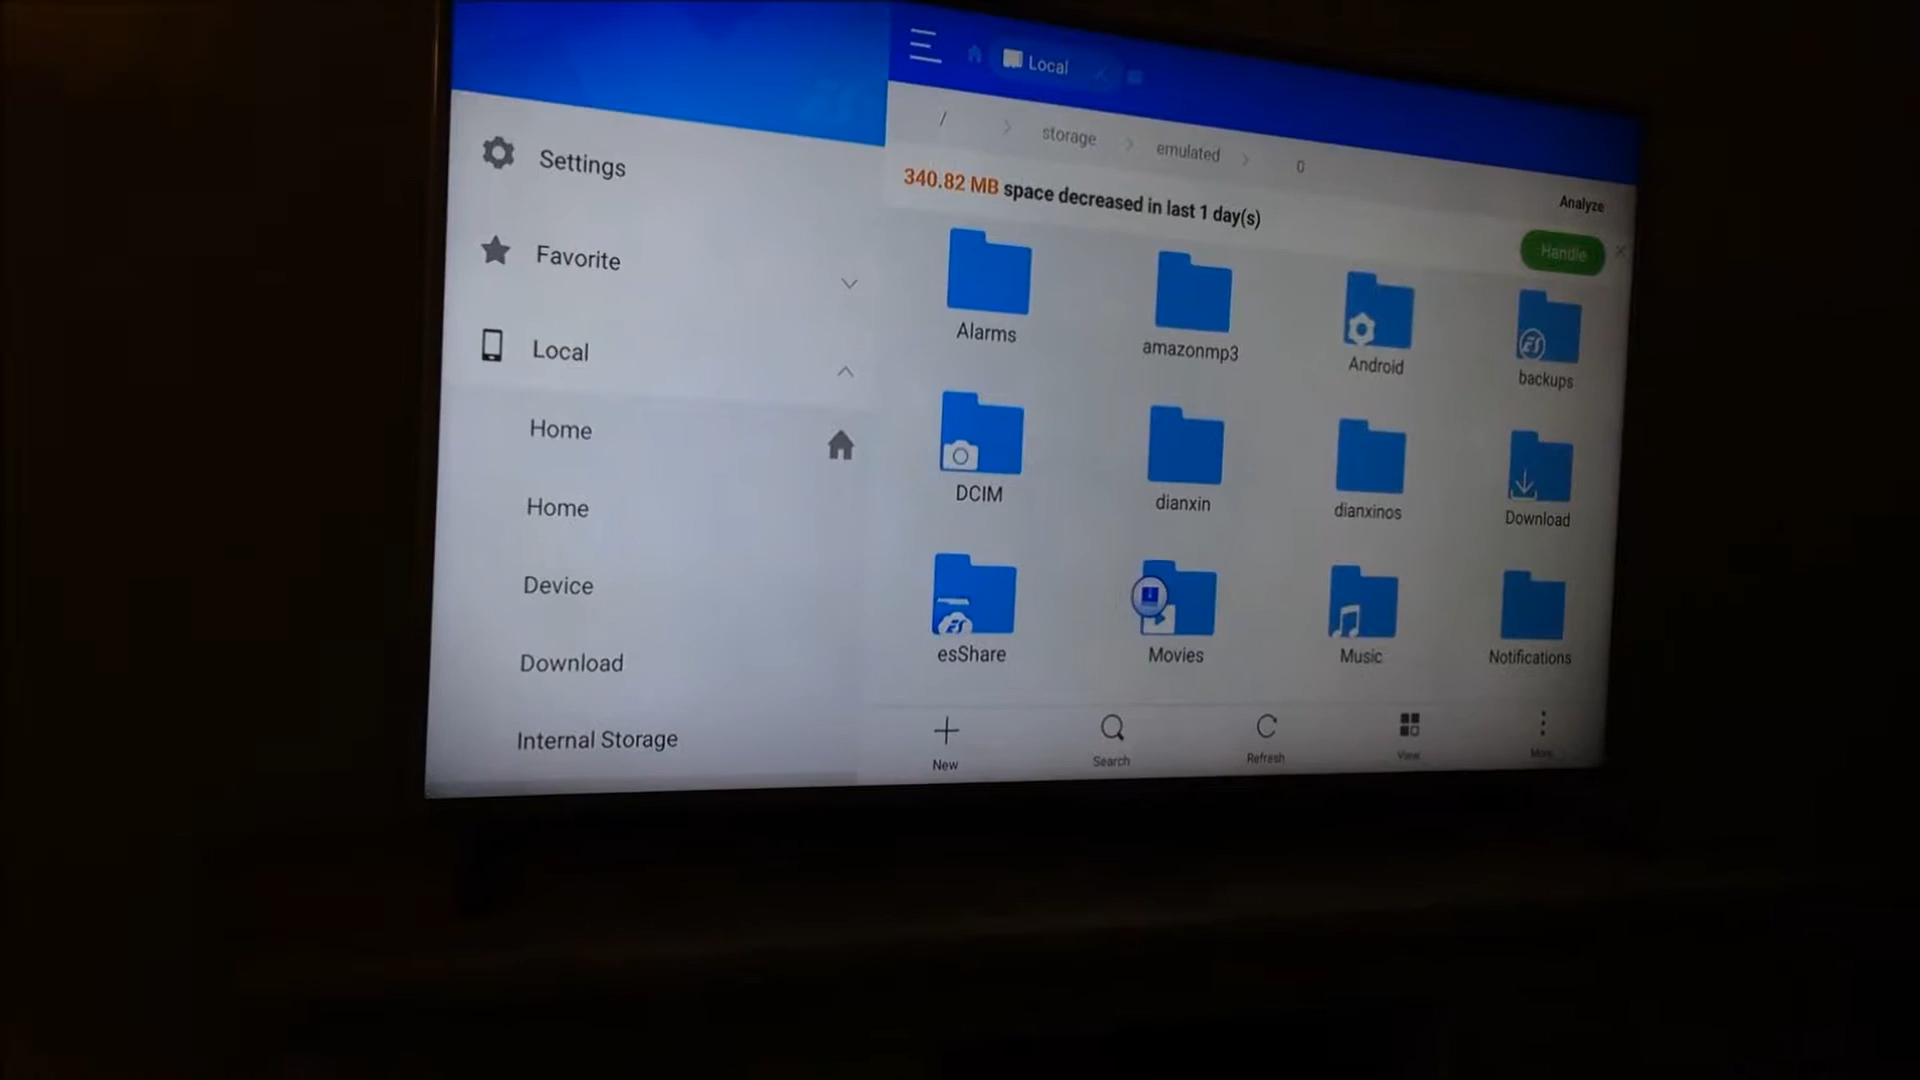 Settings
Favorite
Local
Home
Home
Device
Download
Internal Storage
Local
/ > storage > emulated > 0
340.82 MB space decreased in last 1 day(s)
Analyze
Handle
Alarms
amazonmp3
Android
backups
DCIM
dianxin
dianxinos
Download
esShare
Movies
Music
Notifications
New
Search
Refresh
View
More